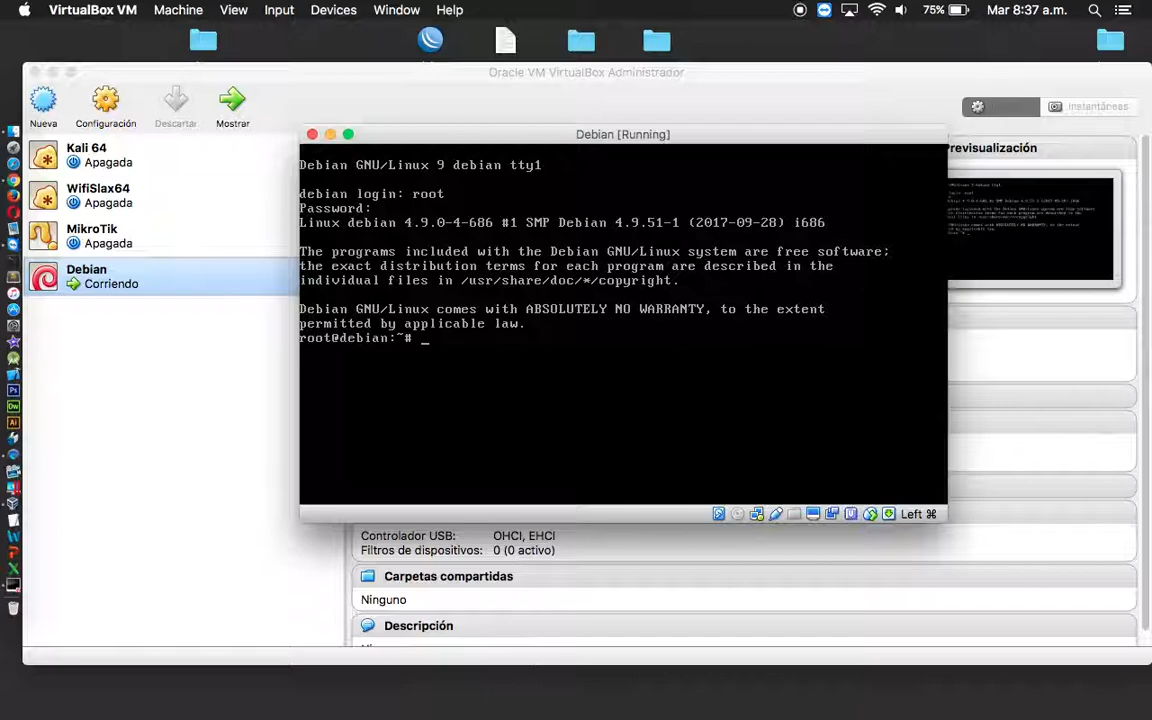 VirtualBox VM Machine View Input Devices Window Help 75% Mar 8:37 a.m.
Oracle VM VirtualBox Administrador
Nueva Configuración Descartar Mostrar
Instantáneas
Kali 64
Apagada
WifiSlax64
Apagada
MikroTik
Apagada
Debian
Corriendo
Debian [Running]
Debian GNU/Linux 9 debian tty1
debian login: root
Password:
Linux debian 4.9.0-4-686 #1 SMP Debian 4.9.51-1 (2017-09-28) i686
The programs included with the Debian GNU/Linux system are free software;
the exact distribution terms for each program are described in the
individual files in /usr/share/doc/*/copyright.
Debian GNU/Linux comes with ABSOLUTELY NO WARRANTY, to the extent
permitted by applicable law.
root@debian:~# _
Left ⌘
Previsualización
Controlador USB: OHCI, EHCI
Filtros de dispositivos: 0 (0 activo)
Carpetas compartidas
Ninguno
Descripción